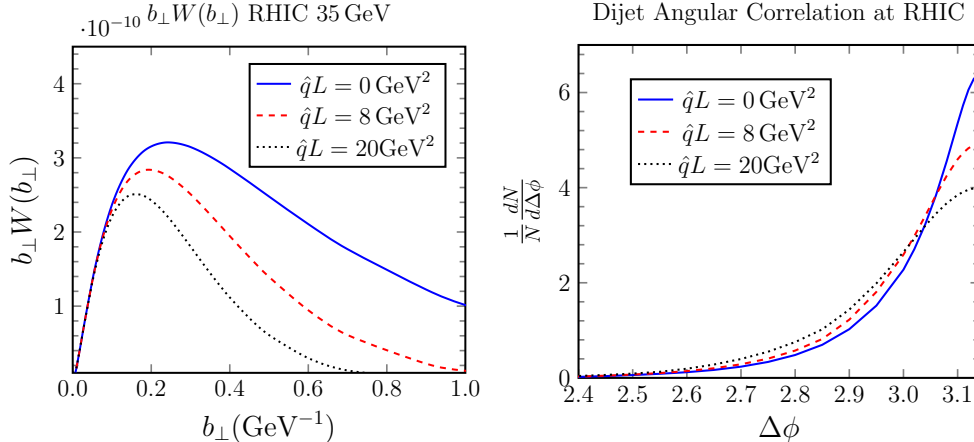 b⊥W(b⊥) RHIC 35 GeV
·10⁻¹⁰
4
3
2
1
q̂L = 0 GeV²
q̂L = 8 GeV²
q̂L = 20GeV²
b⊥W(b⊥)
0.0 0.2 0.4 0.6 0.8 1.0
b⊥(GeV⁻¹)
Dijet Angular Correlation at RHIC
6
4
2
0
q̂L = 0 GeV²
q̂L = 8 GeV²
q̂L = 20GeV²
1/N dN/dΔϕ
2.4 2.5 2.6 2.7 2.8 2.9 3.0 3.1
Δϕ